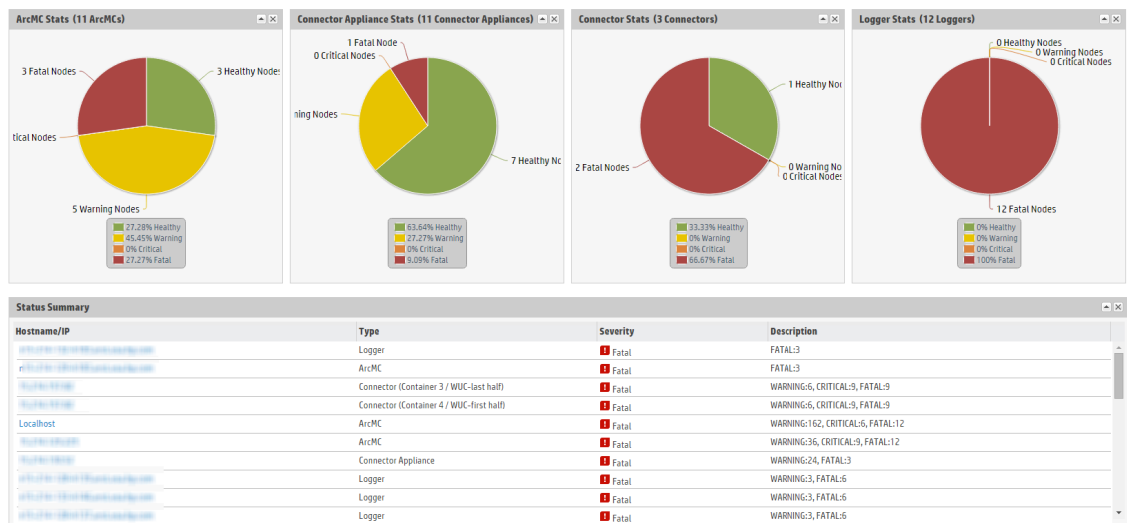 ArcMC Stats (11 ArcMCs)
3 Fatal Nodes
3 Healthy Nodes
tical Nodes
5 Warning Nodes
27.28% Healthy
45.45% Warning
0% Critical
27.27% Fatal
Connector Appliance Stats (11 Connector Appliances)
1 Fatal Node
0 Critical Nodes
ning Nodes
7 Healthy Nc
63.64% Healthy
27.27% Warning
0% Critical
9.09% Fatal
Connector Stats (3 Connectors)
1 Healthy Noc
2 Fatal Nodes
0 Warning No
0 Critical Nodes
33.33% Healthy
0% Warning
0% Critical
66.67% Fatal
Logger Stats (12 Loggers)
0 Healthy Nodes
0 Warning Nodes
0 Critical Nodes
12 Fatal Nodes
0% Healthy
0% Warning
0% Critical
100% Fatal
Status Summary
Hostname/IP Type Severity Description
Logger Fatal FATAL:3
ArcMC Fatal FATAL:3
Connector (Container 3 / WUC-last half) Fatal WARNING:6, CRITICAL:9, FATAL:9
Connector (Container 4 / WUC-first half) Fatal WARNING:6, CRITICAL:9, FATAL:9
Localhost ArcMC Fatal WARNING:162, CRITICAL:6, FATAL:12
ArcMC Fatal WARNING:36, CRITICAL:9, FATAL:12
Connector Appliance Fatal WARNING:24, FATAL:3
Logger Fatal WARNING:3, FATAL:6
Logger Fatal WARNING:3, FATAL:6
Logger Fatal WARNING:3, FATAL:6